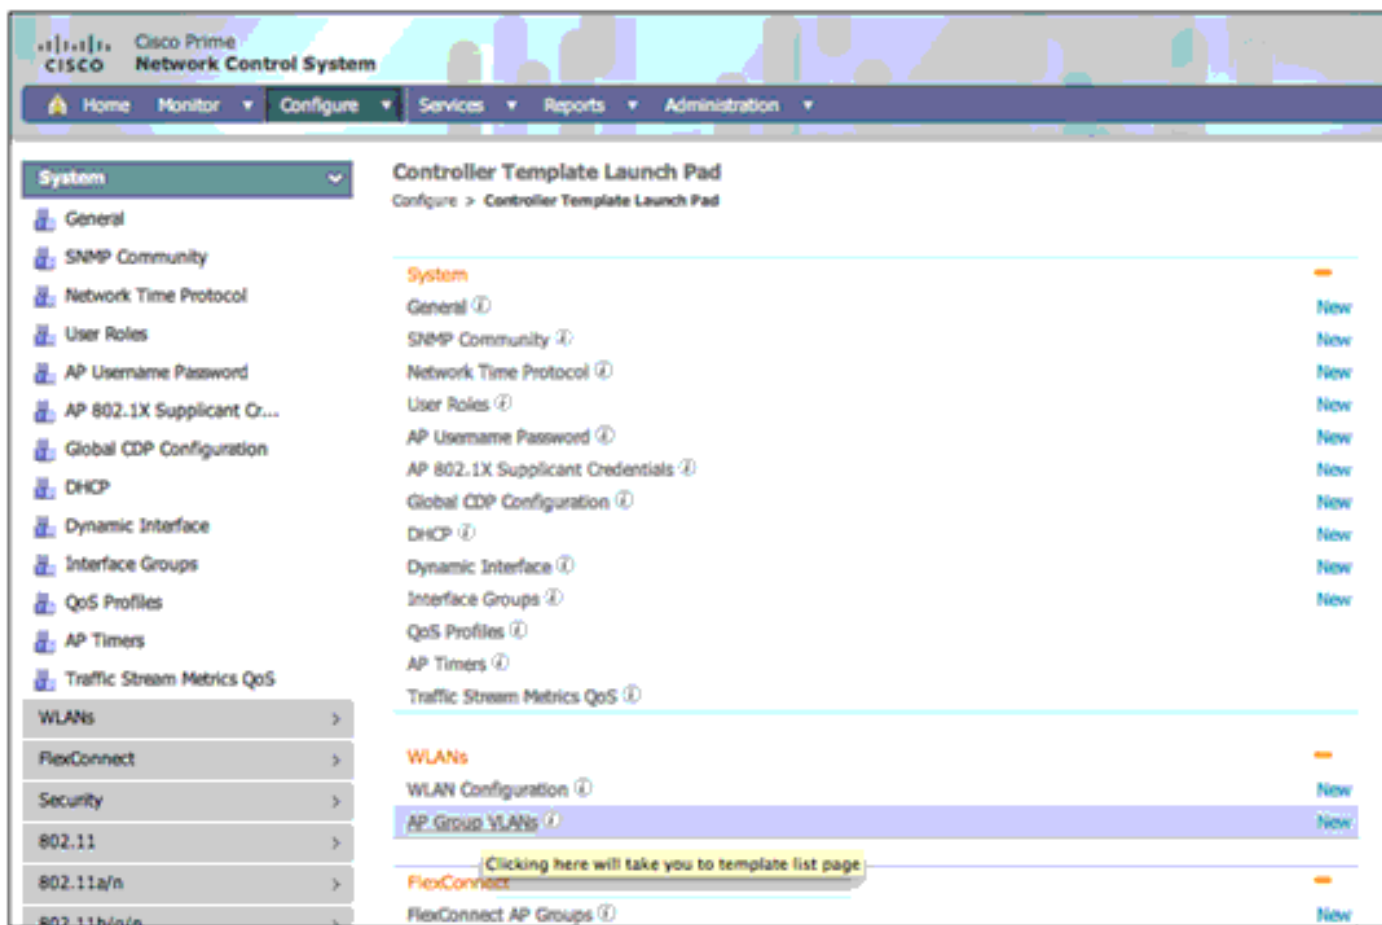 Cisco Prime
CISCO Network Control System
Home Monitor Configure Services Reports Administration
System
General
SNMP Community
Network Time Protocol
User Roles
AP Username Password
AP 802.1X Supplicant Cr...
Global CDP Configuration
DHCP
Dynamic Interface
Interface Groups
QoS Profiles
AP Timers
Traffic Stream Metrics QoS
WLANs
FlexConnect
Security
802.11
802.11a/n
802.11b/g/n
Controller Template Launch Pad
Configure > Controller Template Launch Pad
System
General New
SNMP Community New
Network Time Protocol New
User Roles New
AP Username Password New
AP 802.1X Supplicant Credentials New
Global CDP Configuration New
DHCP New
Dynamic Interface New
Interface Groups New
QoS Profiles
AP Timers
Traffic Stream Metrics QoS
WLANs
WLAN Configuration New
AP Group VLANs New
Clicking here will take you to template list page
FlexConnect
FlexConnect AP Groups New